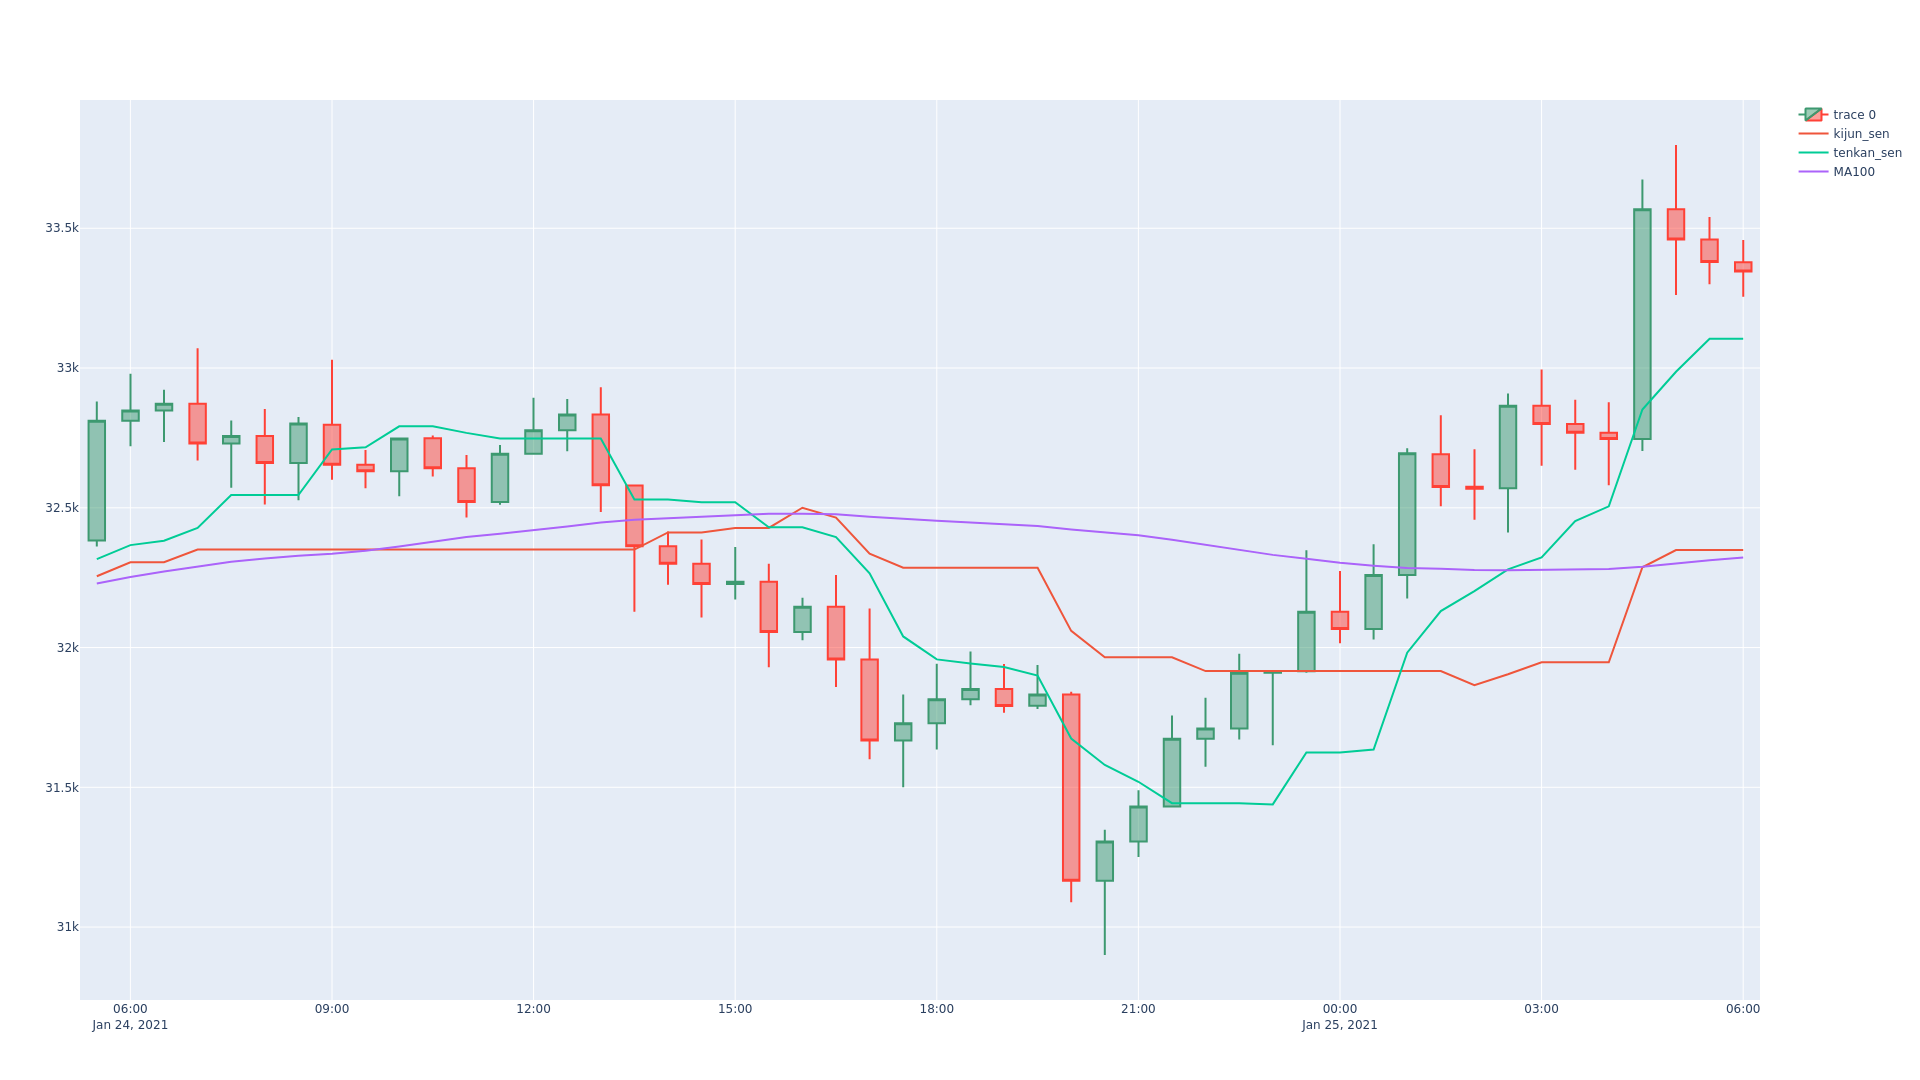 trace 0
kijun_sen
tenkan_sen
MA100
33.5k
33k
32.5k
32k
31.5k
31k
06:00 09:00 12:00 15:00 18:00 21:00 00:00 03:00 06:00
Jan 24, 2021 Jan 25, 2021